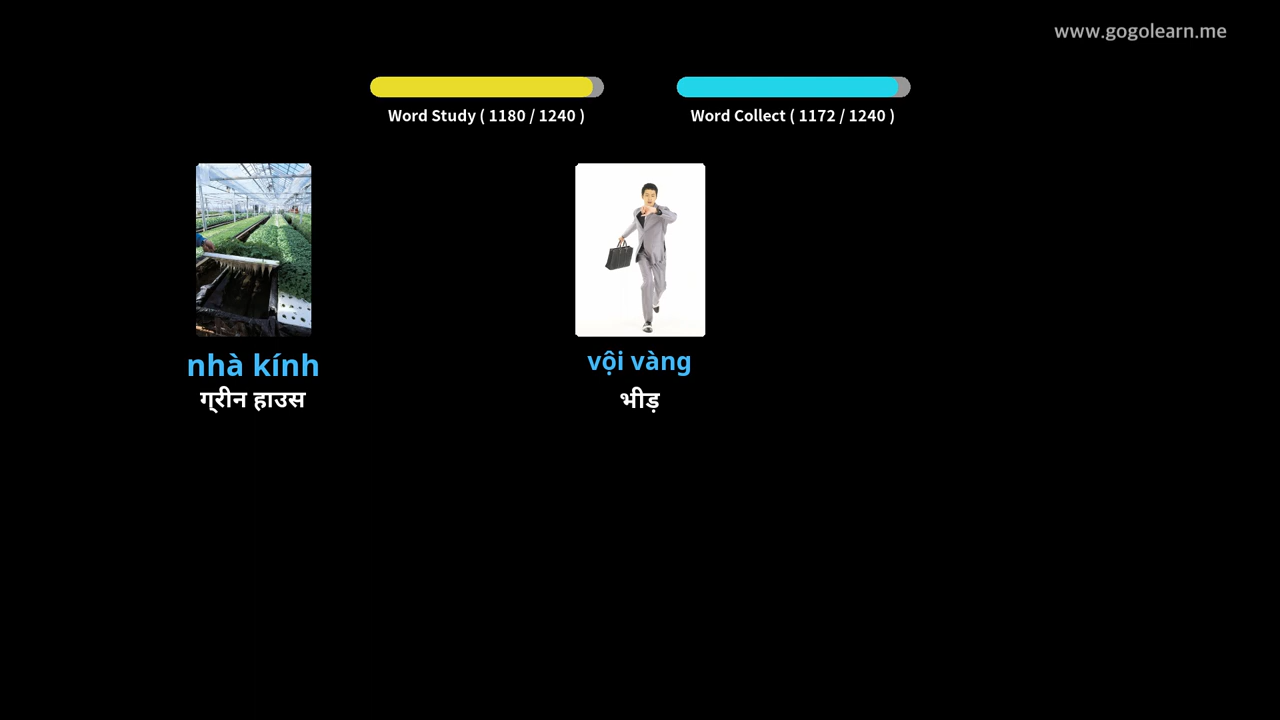 www.gogolearn.me
Word Study ( 1180 / 1240 )
Word Collect ( 1172 / 1240 )
nhà kính
ग्रीन हाउस
vội vàng
भीड़